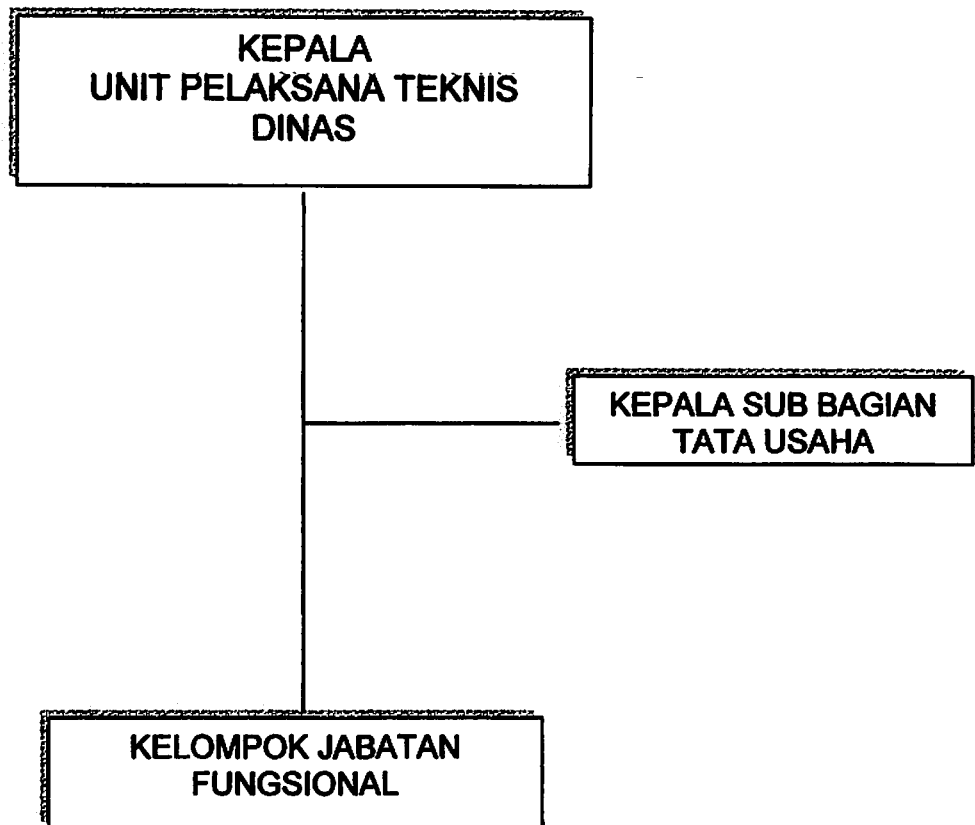 KEPALA
UNIT PELAKSANA TEKNIS
DINAS
KEPALA SUB BAGIAN
TATA USAHA
KELOMPOK JABATAN
FUNGSIONAL